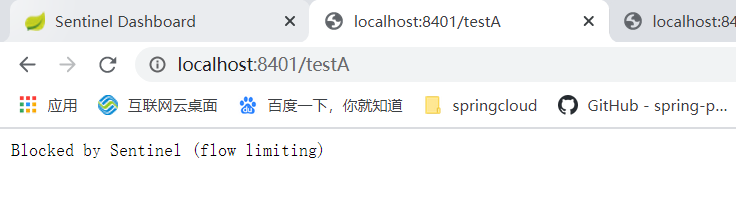 Sentinel Dashboard localhost:8401/testA localhost:84
localhost:8401/testA
应用 互联网云桌面 百度一下，你就知道 springcloud GitHub - spring-p...
Blocked by Sentinel (flow limiting)